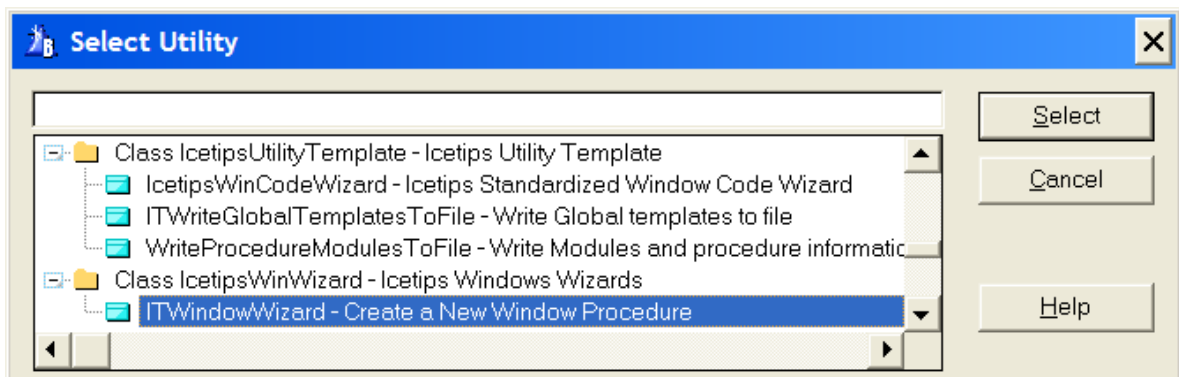 Select Utility
Select
Class IcetipsUtilityTemplate - Icetips Utility Template
IcetipsWinCodeWizard - Icetips Standardized Window Code Wizard
Cancel
ITWriteGlobalTemplatesToFile - Write Global templates to file
WriteProcedureModulesToFile - Write Modules and procedure informatic
Class IcetipsWinWizard - Icetips Windows Wizards
ITWindowWizard - Create a New Window Procedure
Help